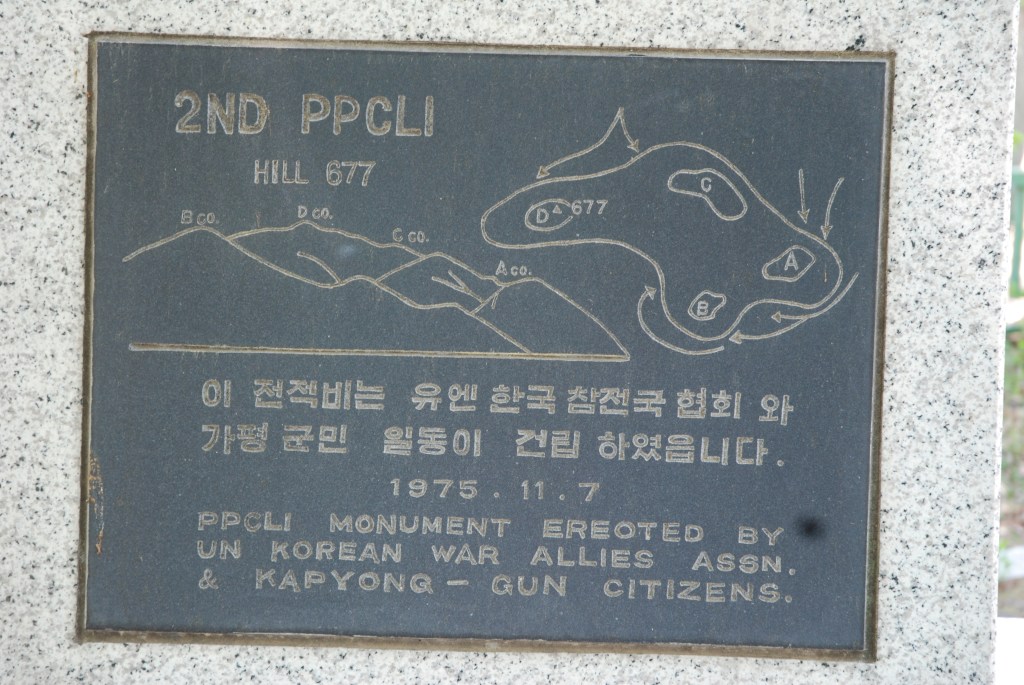 2ND PPCLI
HILL 677
B CO.
D CO.
C CO.
A CO.
C
D 677
A
B
이 전적비는 유엔 한국 참전국 협회 와
가평 군민 일동이 건립 하였읍니다.
1975. 11. 7
PPCLI MONUMENT EREOTED BY
UN KOREAN WAR ALLIES ASSN.
& KAPYONG - GUN CITIZENS.